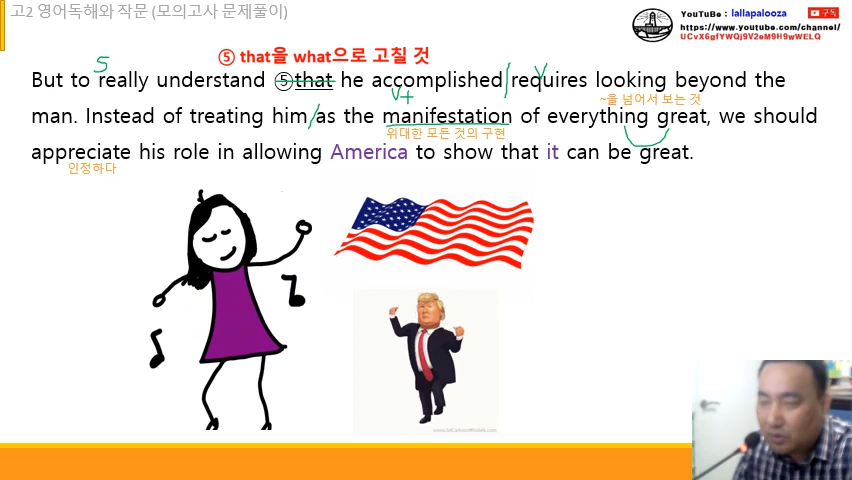 고2 영어독해와 작문 (모의고사 문제풀이)
YouTuBe : lallapalooza 구독
https://www.youtube.com/channel/
UCvX6gfYWQj9V2eM9H9wWELQ
⑤ that을 what으로 고칠 것
S
But to really understand ⑤that he accomplished requires looking beyond the
V
V+
~을 넘어서 보는 것
man. Instead of treating him as the manifestation of everything great, we should
위대한 모든 것의 구현
appreciate his role in allowing America to show that it can be great.
인정하다